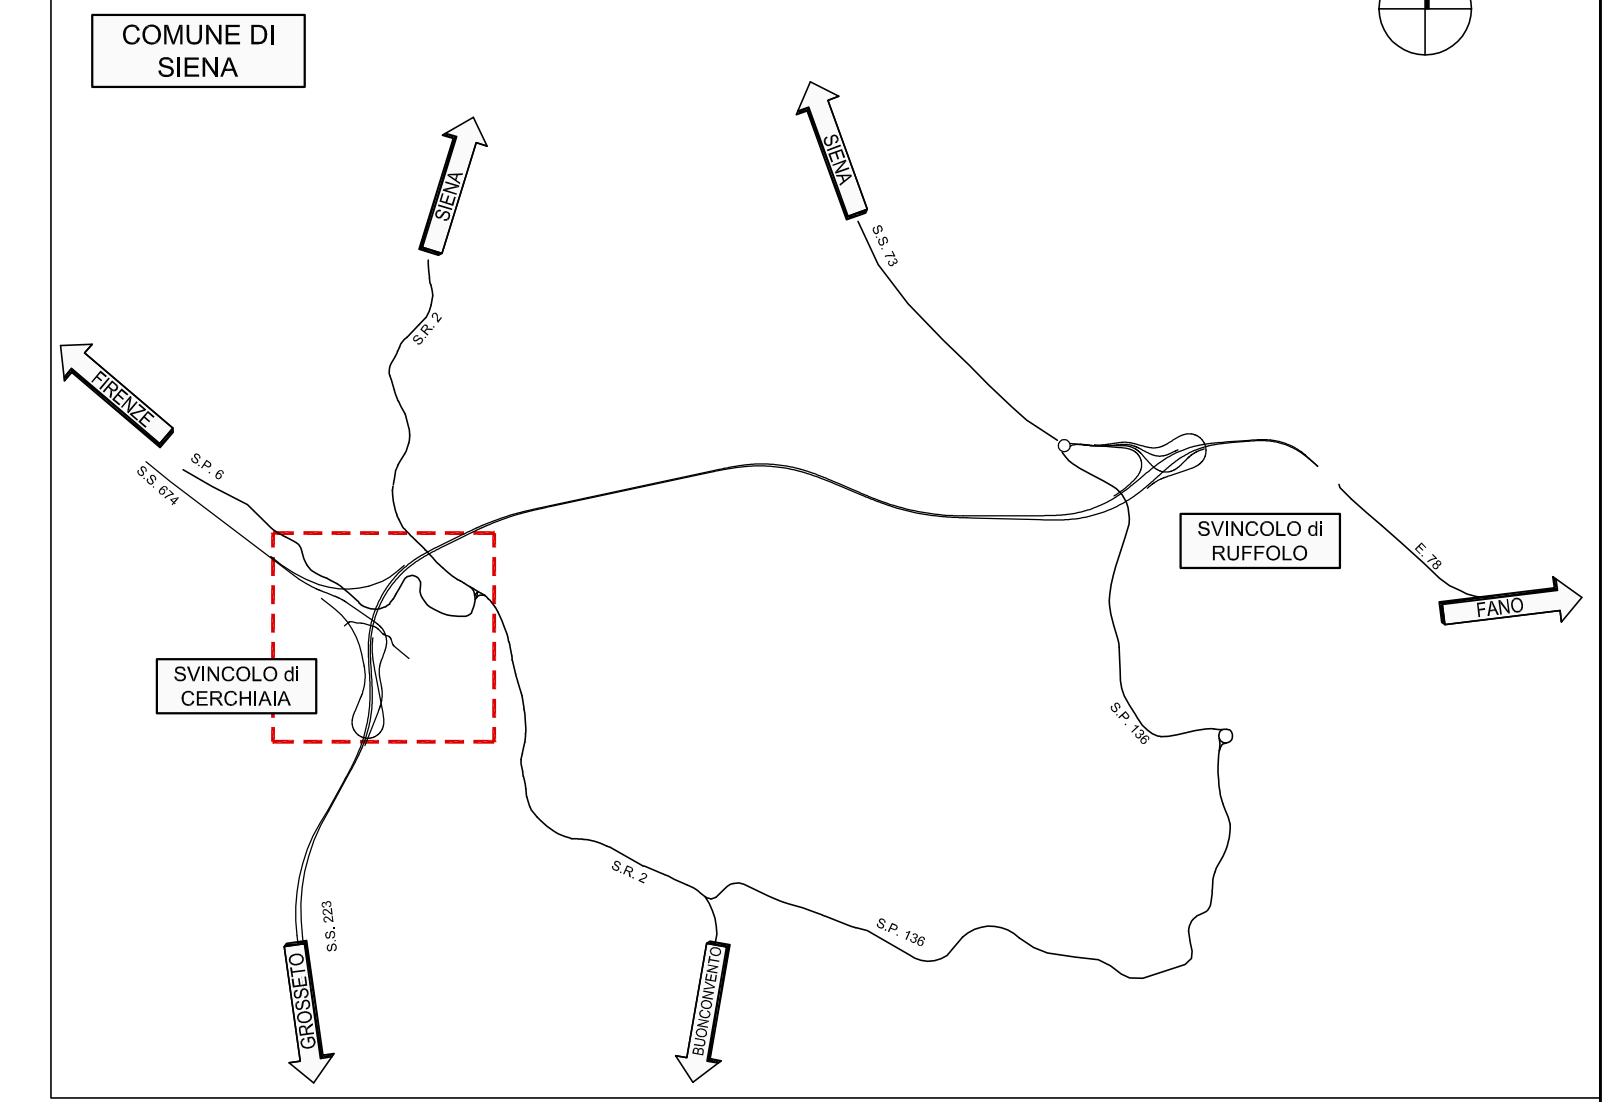 COMUNE DI
SIENA
SIENA
SIENA
S.S. 73
S.R. 2
FIRENZE
S.P. 6
S.S. 674
SVINCOLO di
RUFFOLO
E. 78
FANO
SVINCOLO di
CERCHIAIA
S.P. 136
S.R. 2
S.S. 223
S.P. 136
GROSSETO
BUONCONVENTO